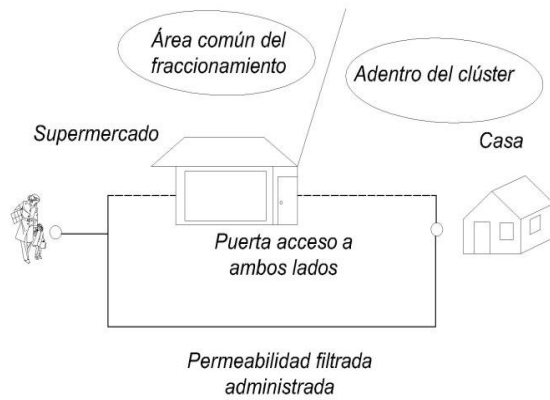 Área común del
fraccionamiento
Adentro del clúster
Supermercado
Casa
Puerta acceso a
ambos lados
Permeabilidad filtrada
administrada